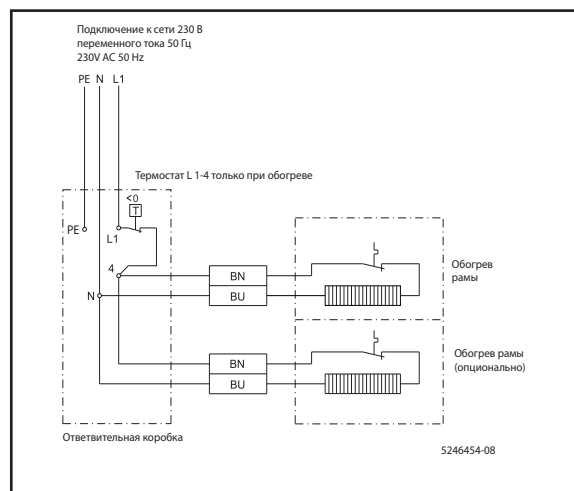 Подключение к сети 230 В
переменного тока 50 Гц
230V AC 50 Hz
PE N L1
Термостат L 1-4 только при обогреве
<0
T
PE
L1
4
N
BN
BU
Обогрев
рамы
BN
BU
Обогрев рамы
(опционально)
Ответвительная коробка
5246454-08